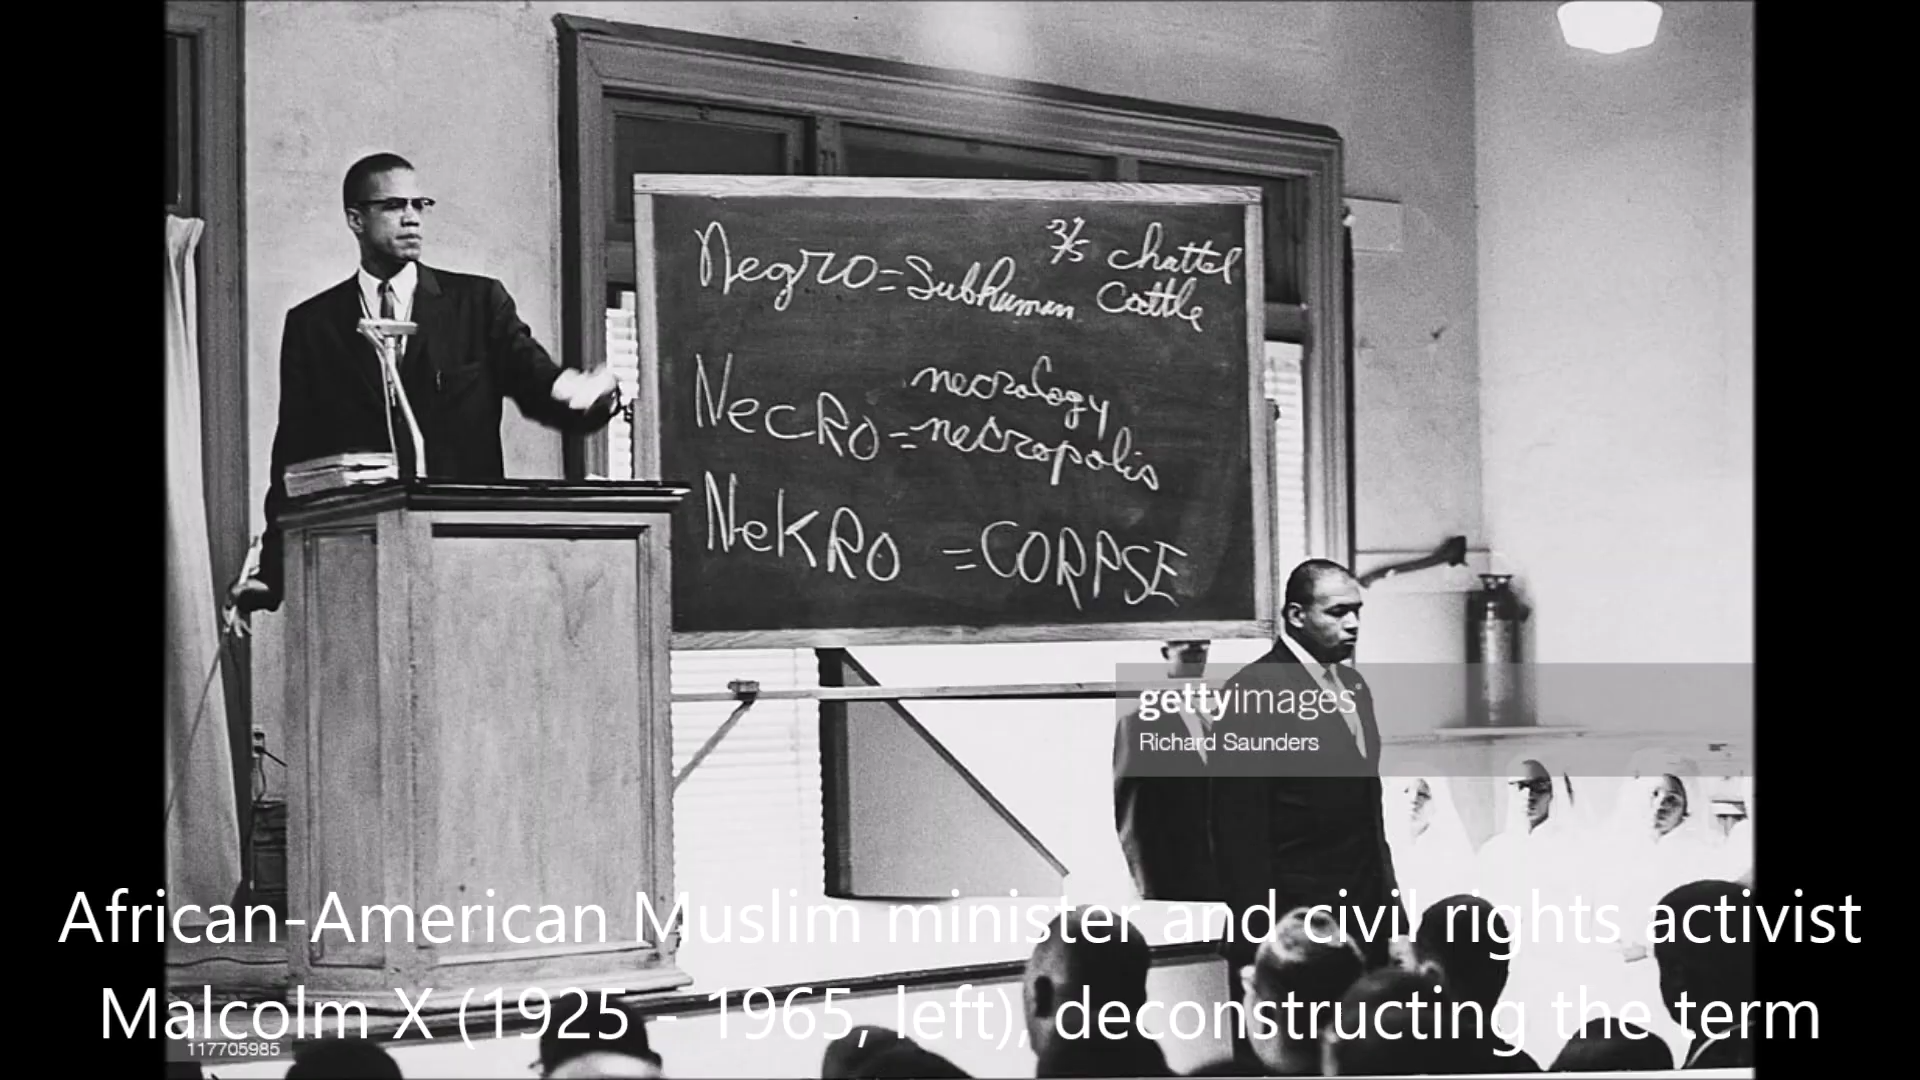 3/5 chattel
Negro = Subhuman cattle
necrology
NecRo = necropolis
NekRo = CORPSE
gettyimages
Richard Saunders
African-American Muslim minister and civil rights activist
Malcolm X (1925 - 1965, left), deconstructing the term
117705985